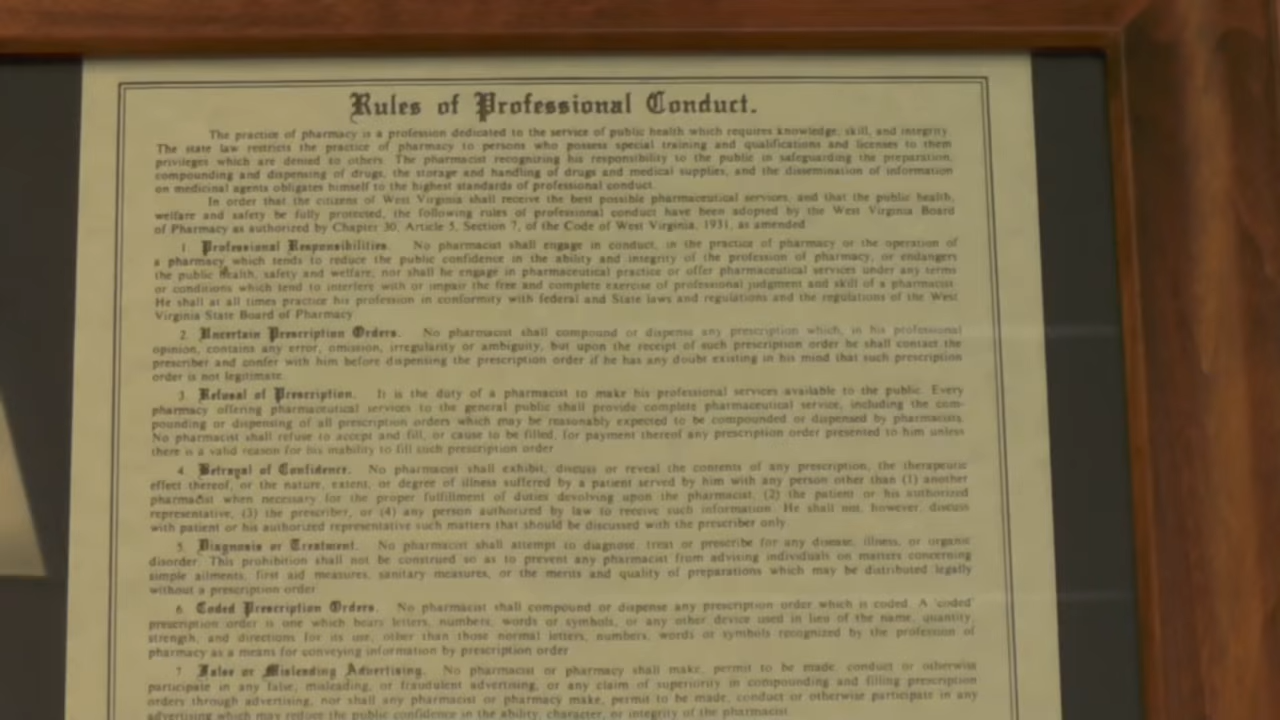 Rules of Professional Conduct.
The practice of pharmacy is a profession dedicated to the service of public health which requires knowledge, skill, and integrity.
The state law restricts the practice of pharmacy to persons who possess special training and qualifications and licenses to them
privileges which are denied to others. The pharmacist recognizing his responsibility to the public in safeguarding the preparation,
compounding and dispensing of drugs, the storage and handling of drugs and medical supplies, and the dissemination of information
on medicinal agents obligates himself to the highest standards of professional conduct.
In order that the citizens of West Virginia shall receive the best possible pharmaceutical services, and that the public health,
welfare and safety be fully protected, the following rules of professional conduct have been adopted by the West Virginia Board
of Pharmacy as authorized by Chapter 30, Article 5, Section 7, of the Code of West Virginia, 1931, as amended.
1. Professional Responsibilities. No pharmacist shall engage in conduct, in the practice of pharmacy or the operation of
a pharmacy which tends to reduce the public confidence in the ability and integrity of the profession of pharmacy, or endangers
the public health, safety and welfare, nor shall he engage in pharmaceutical practice or offer pharmaceutical services under any terms
or conditions which tend to interfere with or impair the free and complete exercise of professional judgment and skill of a pharmacist.
He shall at all times practice his profession in conformity with federal and State laws and regulations and the regulations of the West
Virginia State Board of Pharmacy.
2. Uncertain Prescription Orders. No pharmacist shall compound or dispense any prescription which, in his professional
opinion, contains any error, omission, irregularity or ambiguity, but upon the receipt of such prescription order he shall contact the
prescriber and confer with him before dispensing the prescription order if he has any doubt existing in his mind that such prescription
order is not legitimate.
3. Refusal of Prescription. It is the duty of a pharmacist to make his professional services available to the public. Every
pharmacy offering pharmaceutical services to the general public shall provide complete pharmaceutical service, including the com-
pounding or dispensing of all prescription orders which may be reasonably expected to be compounded or dispensed by pharmacists.
No pharmacist shall refuse to accept and fill, or cause to be filled, for payment thereof any prescription order presented to him unless
there is a valid reason for his inability to fill such prescription order.
4. Betrayal of Confidence. No pharmacist shall exhibit, discuss or reveal the contents of any prescription, the therapeutic
effect thereof, or the nature, extent, or degree of illness suffered by a patient served by him with any person other than (1) another
pharmacist when necessary for the proper fulfillment of duties devolving upon the pharmacist, (2) the patient or his authorized
representative, (3) the prescriber, or (4) any person authorized by law to receive such information. He shall not, however, discuss
with patient or his authorized representative such matters that should be discussed with the prescriber only.
5. Diagnosis or Treatment. No pharmacist shall attempt to diagnose, treat or prescribe for any disease, illness, or organic
disorder. This prohibition shall not be construed so as to prevent any pharmacist from advising individuals on matters concerning
simple ailments, first aid measures, sanitary measures, or the merits and quality of preparations which may be distributed legally
without a prescription order.
6. Coded Prescription Orders. No pharmacist shall compound or dispense any prescription order which is coded. A 'coded'
prescription order is one which bears letters, numbers, words or symbols, or any other device used in lieu of the name, quantity,
strength, and directions for its use, other than those normal letters, numbers, words or symbols recognized by the profession of
pharmacy as a means for conveying information by prescription order.
7. False or Misleading Advertising. No pharmacist or pharmacy shall make, permit to be made, conduct or otherwise
participate in any false, misleading, or fraudulent advertising, or any claim of superiority in compounding and filling prescription
orders through advertising, nor shall any pharmacist or pharmacy make, permit to be made, conduct or otherwise participate in any
advertising which may reduce the public confidence in the ability, character, or integrity of the pharmacist.